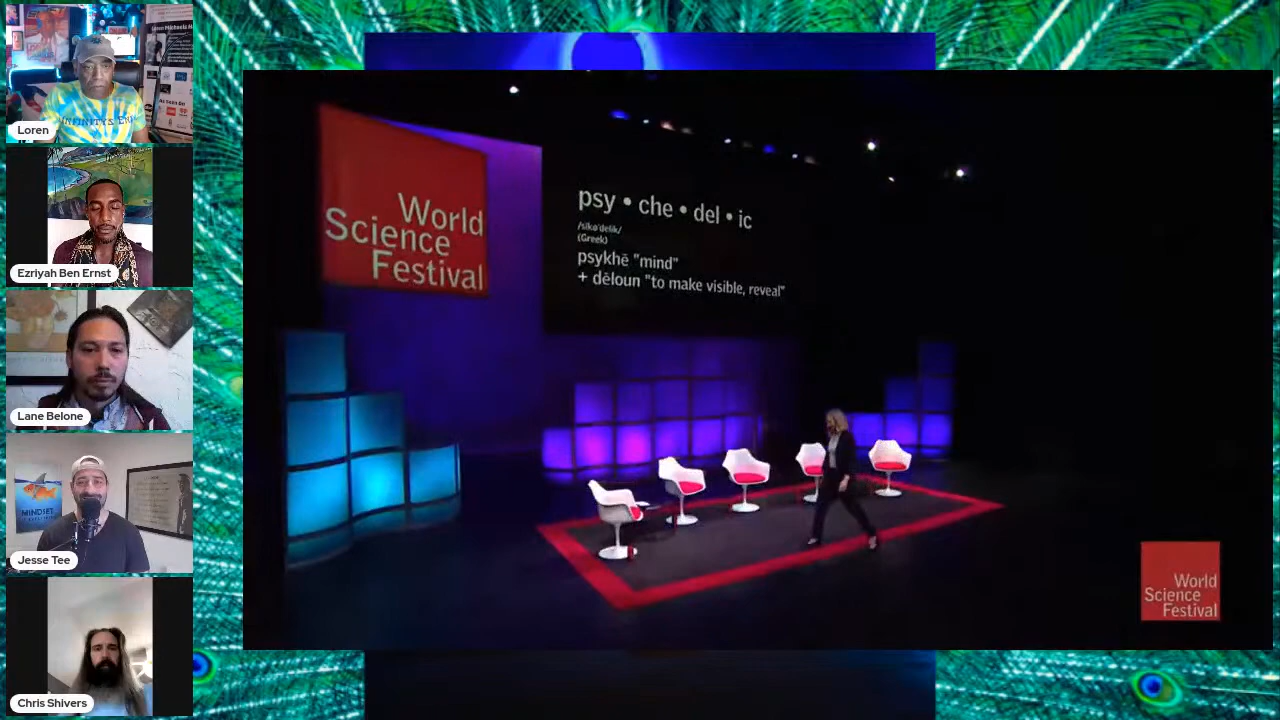 Loren
Ezriyah Ben Ernst
Lane Belone
MINDSET
Jesse Tee
Chris Shivers
World
Science
Festival
psy • che • del • ic
(Greek)
psykhē "mind"
+ dēloun "to make visible, reveal"
World
Science
Festival